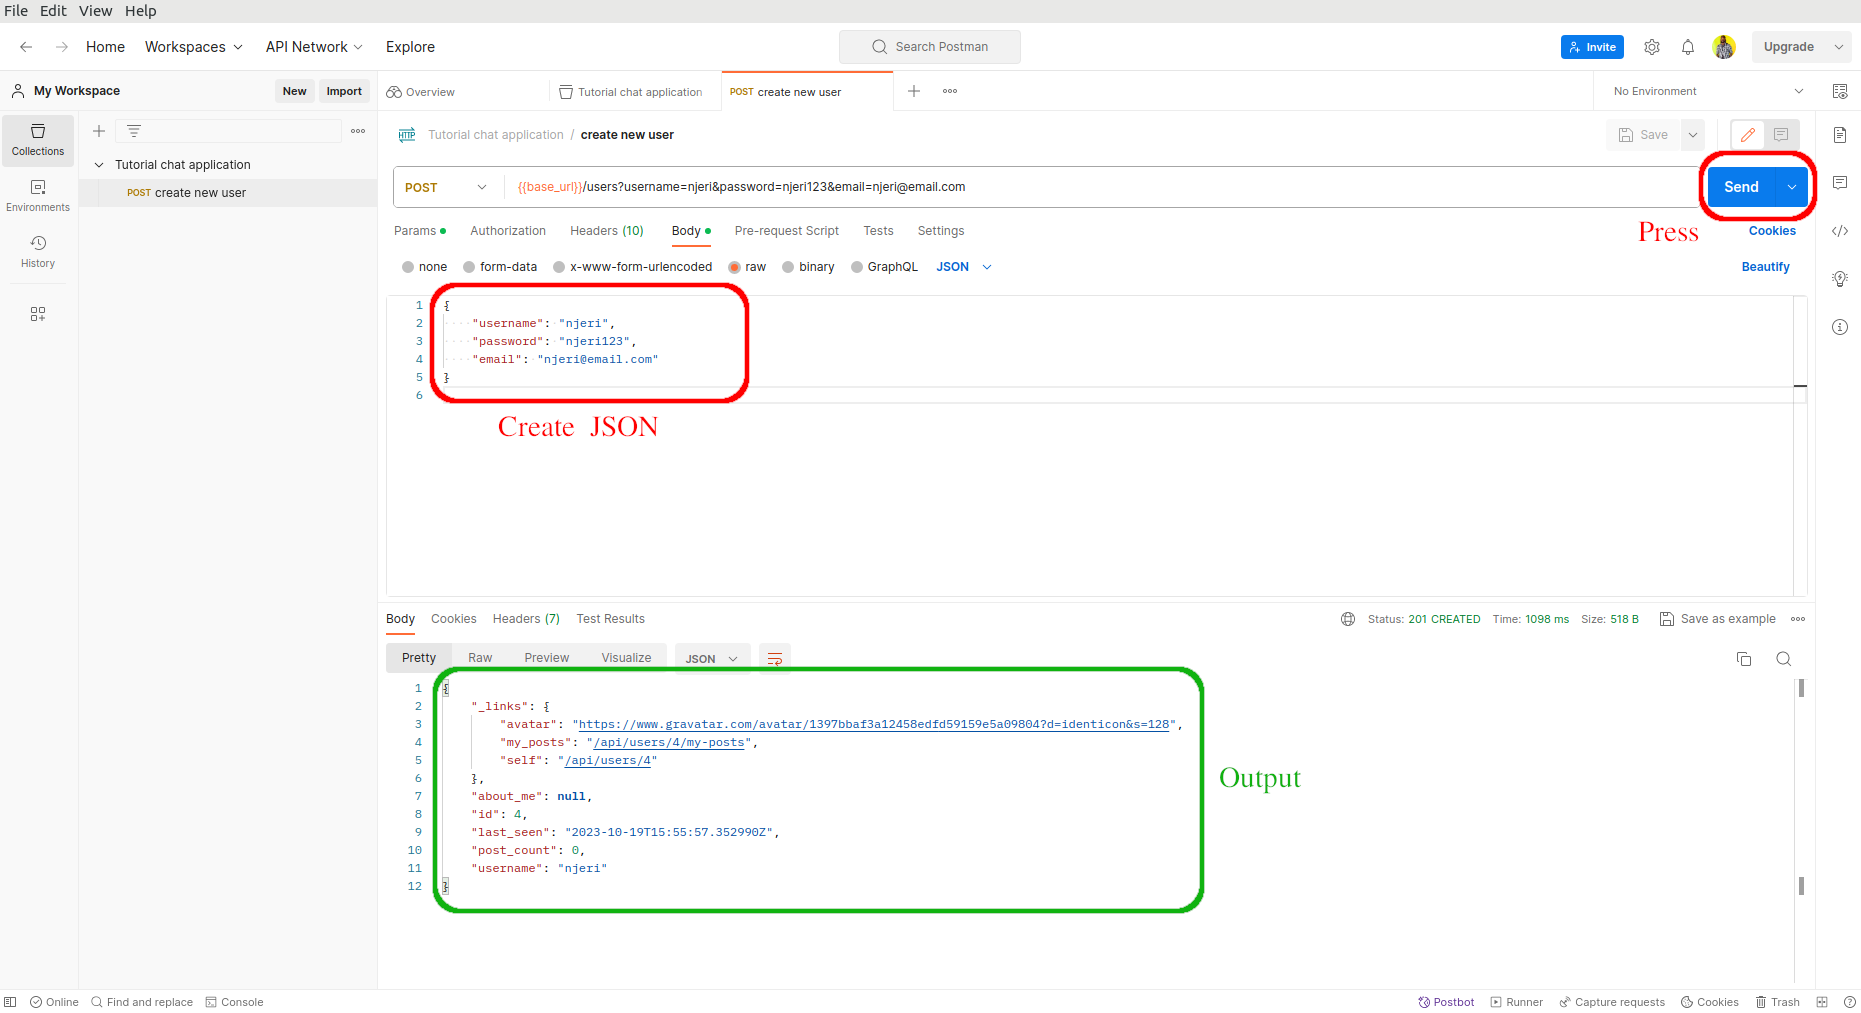 File Edit View Help
Home Workspaces API Network Explore
Search Postman
Invite
Upgrade
My Workspace
New Import
Overview
Tutorial chat application
POST create new user
No Environment
Collections
Environments
History
Tutorial chat application
POST create new user
HTTP Tutorial chat application / create new user
Save
POST
{{base_url}}/users?username=njeri&password=njeri123&email=njeri@email.com
Send
Press
Params Authorization Headers (10) Body Pre-request Script Tests Settings
Cookies
none form-data x-www-form-urlencoded raw binary GraphQL JSON
Beautify
1 {
2 "username": "njeri",
3 "password": "njeri123",
4 "email": "njeri@email.com"
5 }
6
Create JSON
Body Cookies Headers (7) Test Results
Status: 201 CREATED Time: 1098 ms Size: 518 B
Save as example
Pretty Raw Preview Visualize JSON
1 {
2 "_links": {
3 "avatar": "https://www.gravatar.com/avatar/1397bbaf3a12458edfd59159e5a09804?d=identicon&s=128",
4 "my_posts": "/api/users/4/my-posts",
5 "self": "/api/users/4"
6 },
7 "about_me": null,
8 "id": 4,
9 "last_seen": "2023-10-19T15:55:57.352990Z",
10 "post_count": 0,
11 "username": "njeri"
12 }
Output
Online Find and replace Console
Postbot Runner Capture requests Cookies Trash